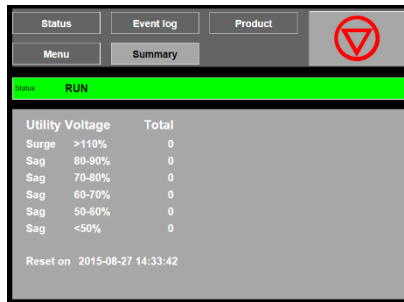 Status Event log Product
Menu Summary
Status: RUN
Utility Voltage Total
Surge >110% 0
Sag 80-90% 0
Sag 70-80% 0
Sag 60-70% 0
Sag 50-60% 0
Sag <50% 0
Reset on 2015-08-27 14:33:42